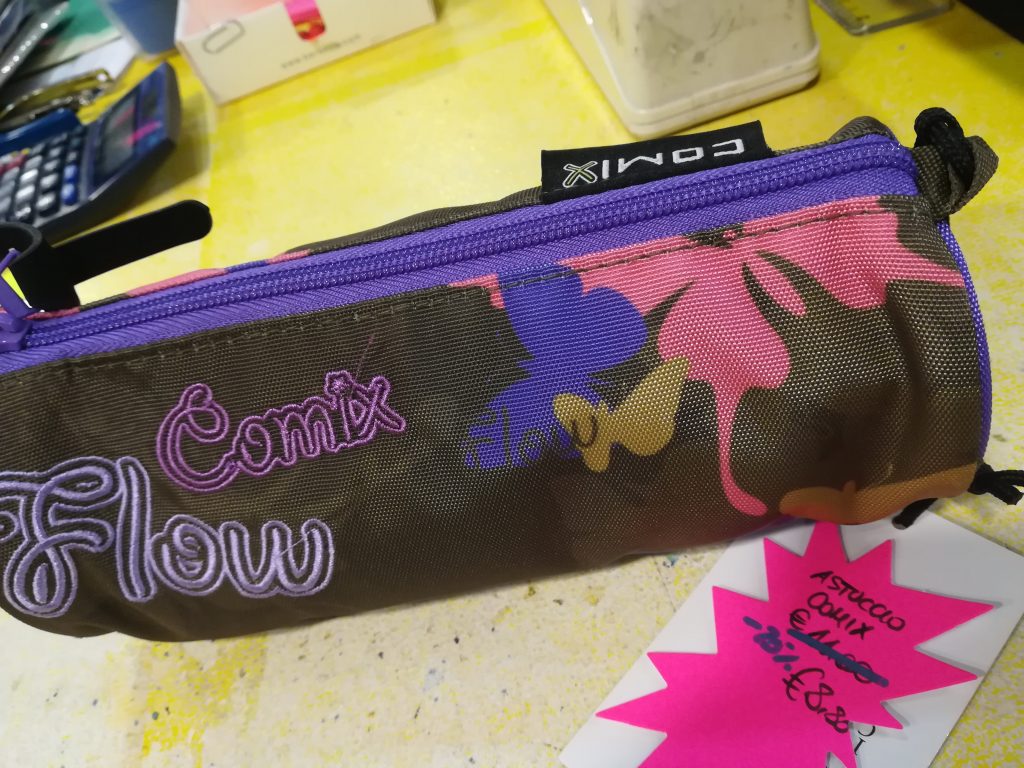 COMIX
Comix
Flow
Flow
ASTUCCIO
COMIX
€ 11.00
-20%
€ 8,80